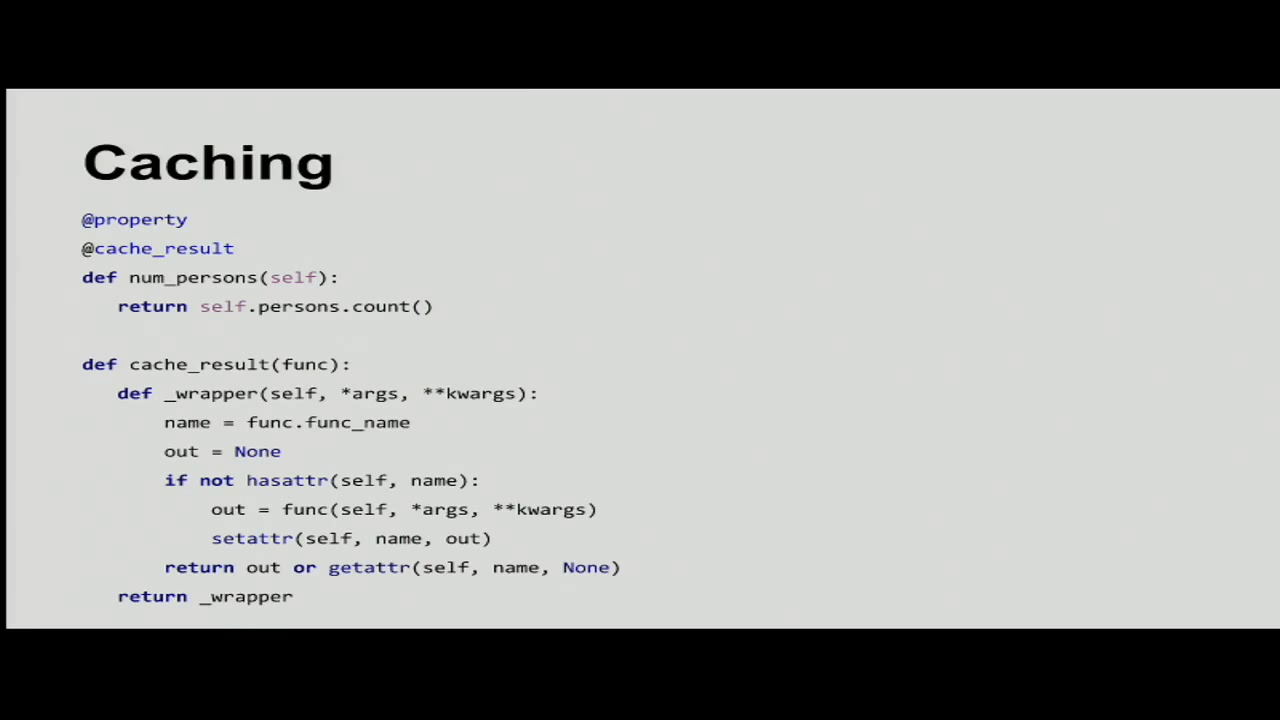 Caching
@property
@cache_result
def num_persons(self):
   return self.persons.count()
def cache_result(func):
   def _wrapper(self, *args, **kwargs):
       name = func.func_name
       out = None
       if not hasattr(self, name):
           out = func(self, *args, **kwargs)
           setattr(self, name, out)
       return out or getattr(self, name, None)
   return _wrapper